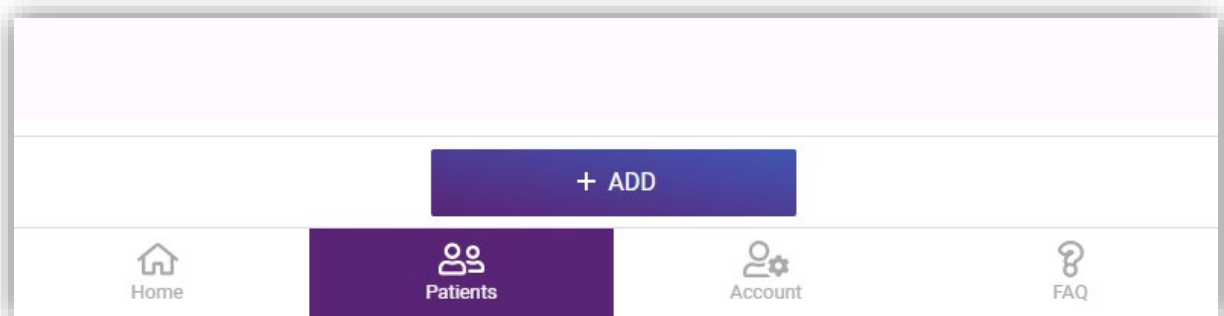 + ADD
Home
Patients
Account
FAQ